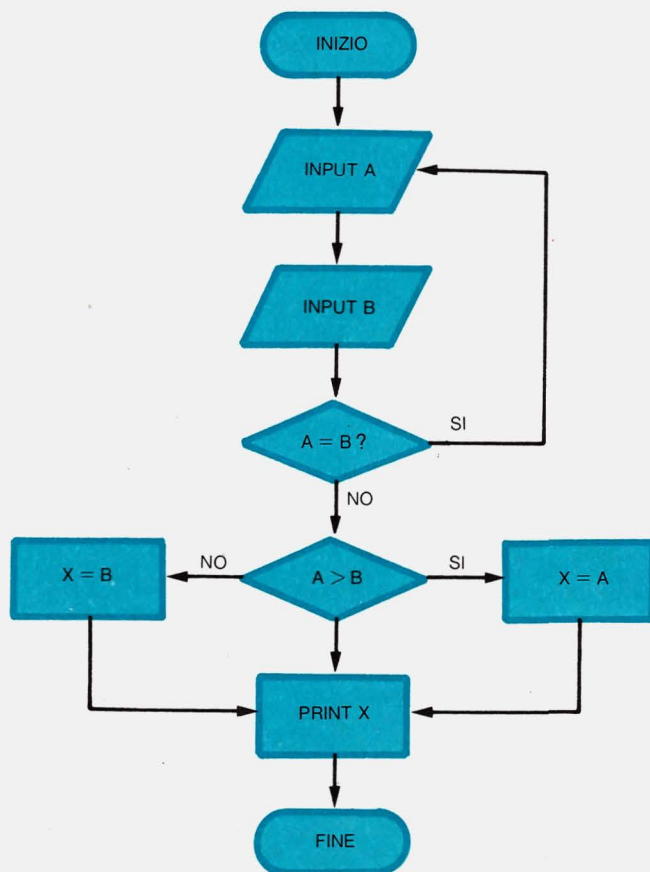 INIZIO
INPUT A
INPUT B
A = B ?
SI
NO
X = B
NO
A > B
SI
X = A
PRINT X
FINE